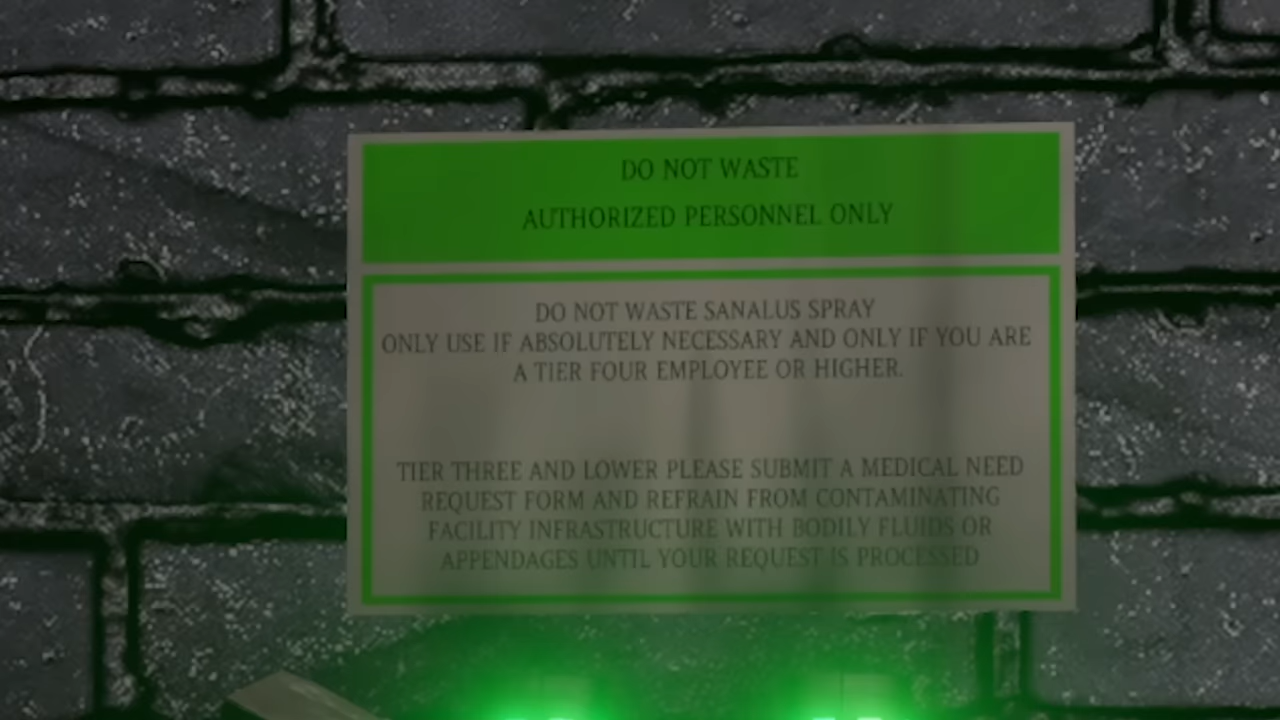 DO NOT WASTE
AUTHORIZED PERSONNEL ONLY
DO NOT WASTE SANALUS SPRAY
ONLY USE IF ABSOLUTELY NECESSARY AND ONLY IF YOU ARE
A TIER FOUR EMPLOYEE OR HIGHER.
TIER THREE AND LOWER PLEASE SUBMIT A MEDICAL NEED
REQUEST FORM AND REFRAIN FROM CONTAMINATING
FACILITY INFRASTRUCTURE WITH BODILY FLUIDS OR
APPENDAGES UNTIL YOUR REQUEST IS PROCESSED